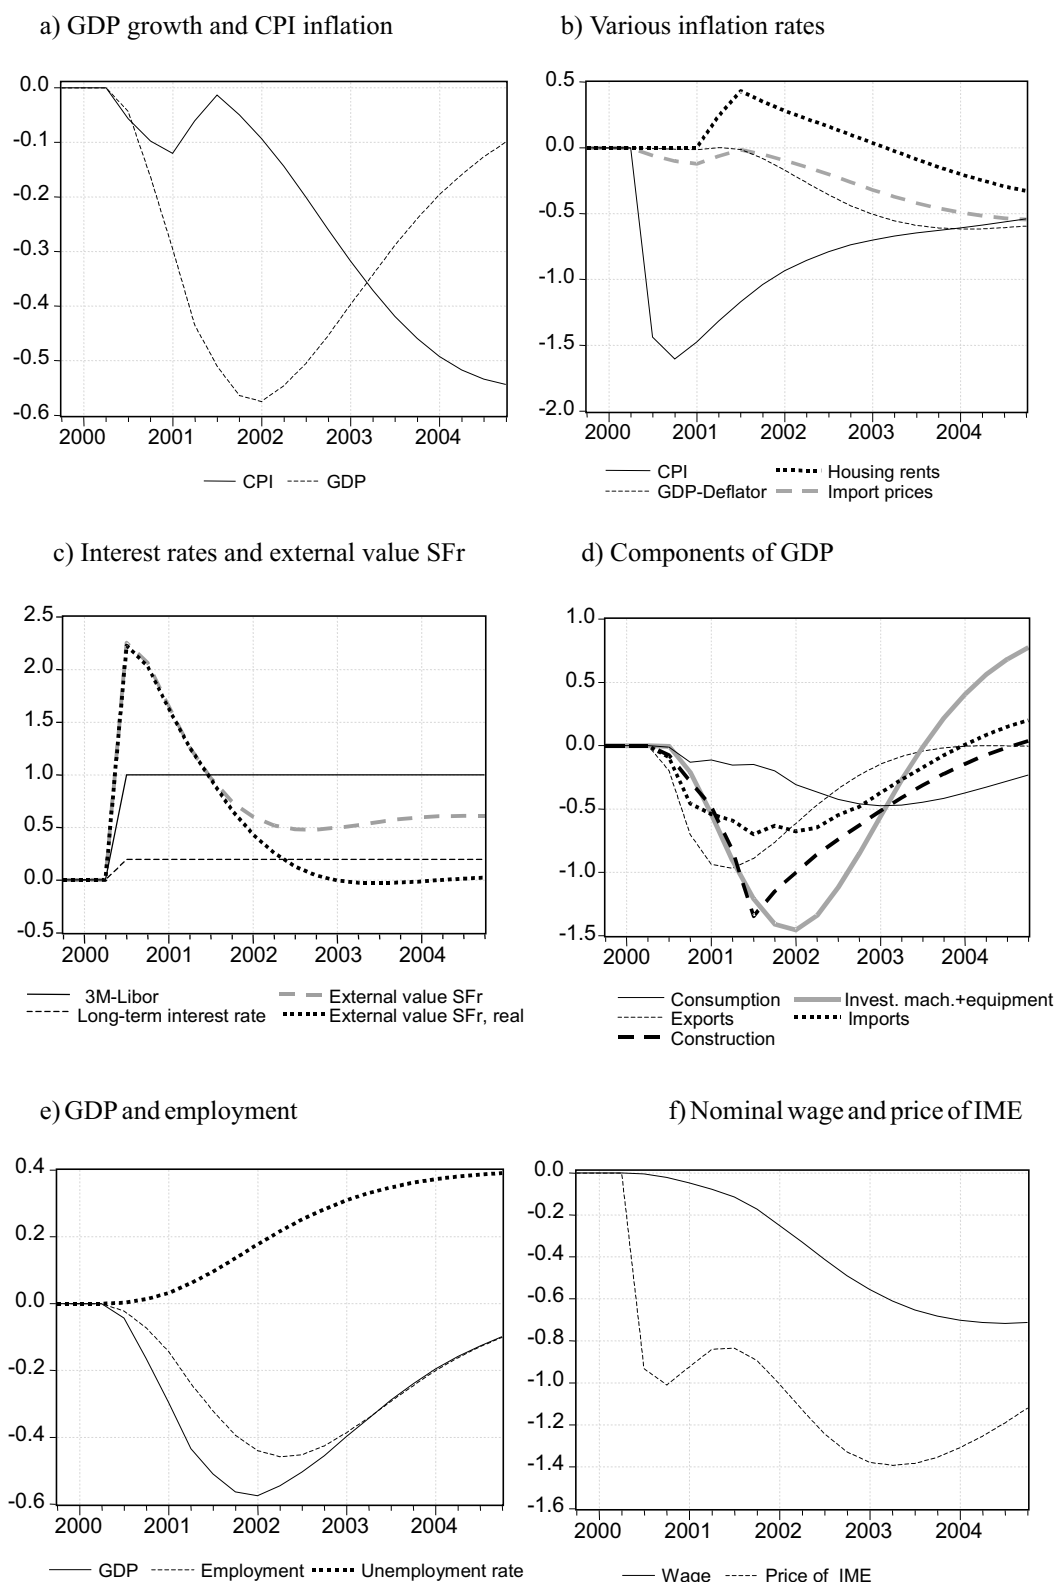 a) GDP growth and CPI inflation
0.0
-0.1
-0.2
-0.3
-0.4
-0.5
-0.6
2000 2001 2002 2003 2004
CPI GDP
b) Various inflation rates
0.5
0.0
-0.5
-1.0
-1.5
-2.0
2000 2001 2002 2003 2004
CPI Housing rents
GDP-Deflator Import prices
c) Interest rates and external value SFr
2.5
2.0
1.5
1.0
0.5
0.0
-0.5
2000 2001 2002 2003 2004
3M-Libor External value SFr
Long-term interest rate External value SFr, real
d) Components of GDP
1.0
0.5
0.0
-0.5
-1.0
-1.5
2000 2001 2002 2003 2004
Consumption Invest. mach.+equipment
Exports Imports
Construction
e) GDP and employment
0.4
0.2
0.0
-0.2
-0.4
-0.6
2000 2001 2002 2003 2004
GDP Employment Unemployment rate
f) Nominal wage and price of IME
0.0
-0.2
-0.4
-0.6
-0.8
-1.0
-1.2
-1.4
-1.6
2000 2001 2002 2003 2004
Wage Price of IME